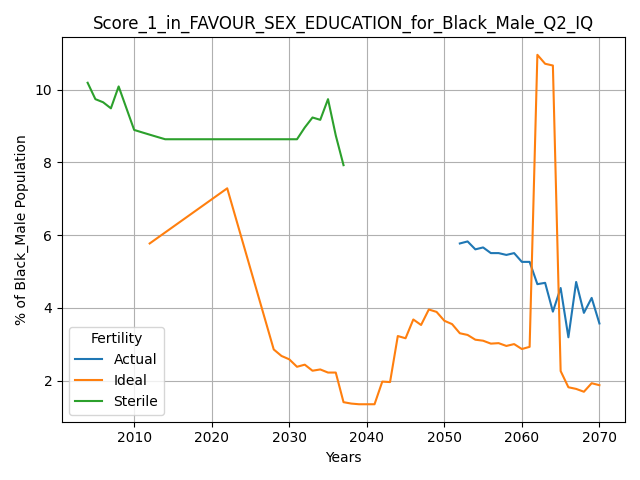 Score_1_in_FAVOUR_SEX_EDUCATION_for_Black_Male_Q2_IQ
% of Black_Male Population
10
8
6
4
2
Fertility
Actual
Ideal
Sterile
2010 2020 2030 2040 2050 2060 2070
Years